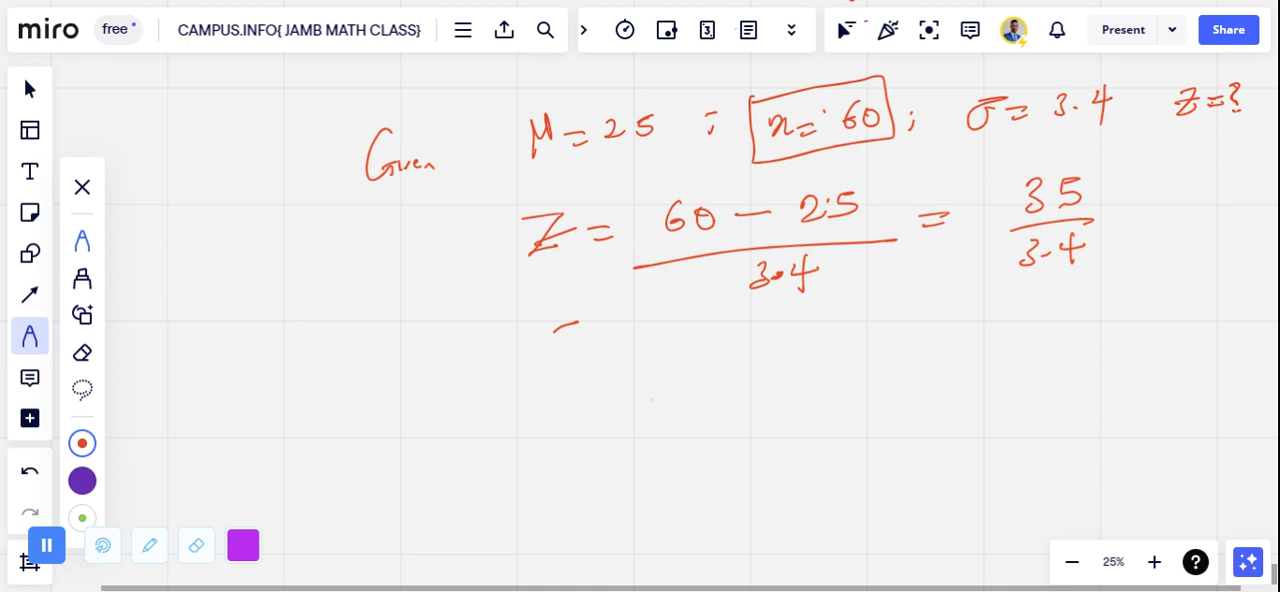 miro free CAMPUS.INFO{ JAMB MATH CLASS} 3 Present Share
Given μ = 25 ; x = 60 ; σ = 3.4 Z = ?
Z = 60 - 25 / 3.4 = 35 / 3.4
T
25%
?